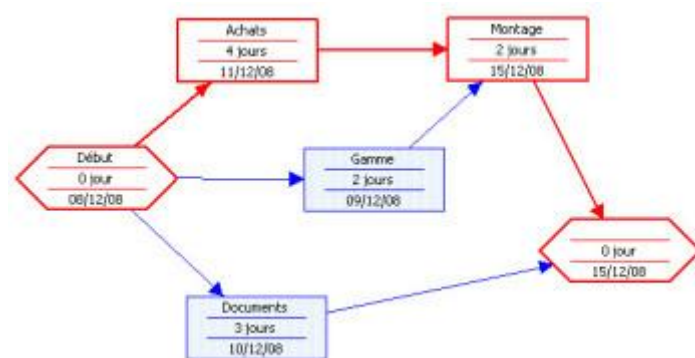 Achats
4 jours
11/12/08
Montage
2 jours
15/12/08
Début
0 jour
08/12/08
Gamme
2 jours
09/12/08
0 jour
15/12/08
Documents
3 jours
10/12/08